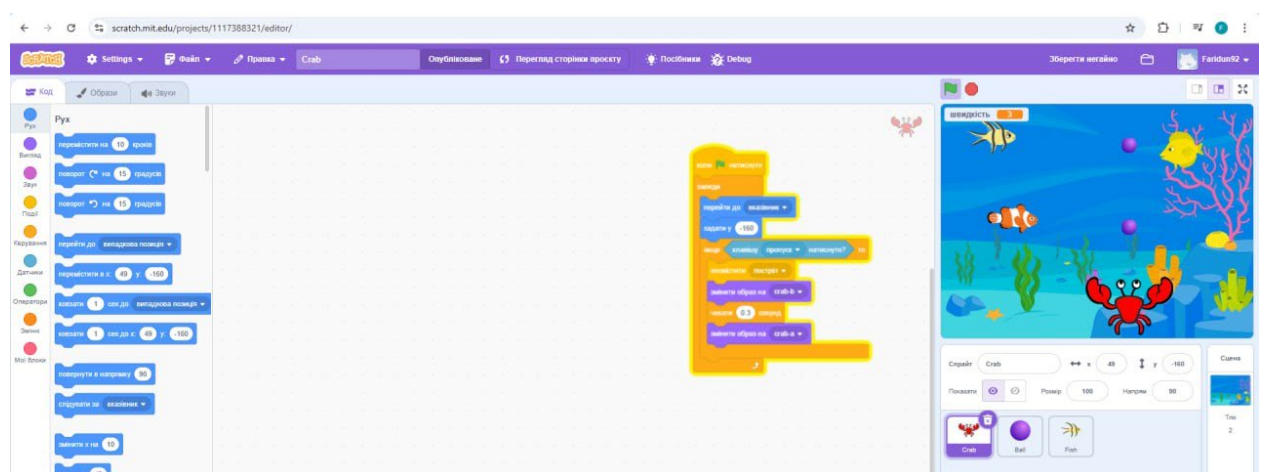 scratch.mit.edu/projects/1117388321/editor/
SCRATCH Settings Файл Правка Crab Опубліковане Перегляд сторінки проєкту Посібники Debug Зберегти негайно Faridun92
Код Образи Звуки
Рух
Вигляд
Звук
Події
Керування
Датчики
Оператори
Змінні
Мої блоки
Рух
перемістити на 10 кроків
поворот на 15 градусів
поворот на 15 градусів
перейти до випадкова позиція
перемістити в x: 49 y: -160
ковзати 1 сек до випадкова позиція
ковзати 1 сек до x: 49 y: -160
повернути в напрямку 90
слідувати за вказівник
змінити x на 10
коли натиснуто
завжди
перейти до вказівник
задати y -160
якщо клавішу пропуск натиснуто? то
оповістити постріл
змінити образ на crab-b
чекати 0.3 секунд
змінити образ на crab-a
швидкість 3
Спрайт Crab x 49 y -160
Показати Розмір 100 Напрям 90
Crab Ball Fish
Сцена
Тло
2